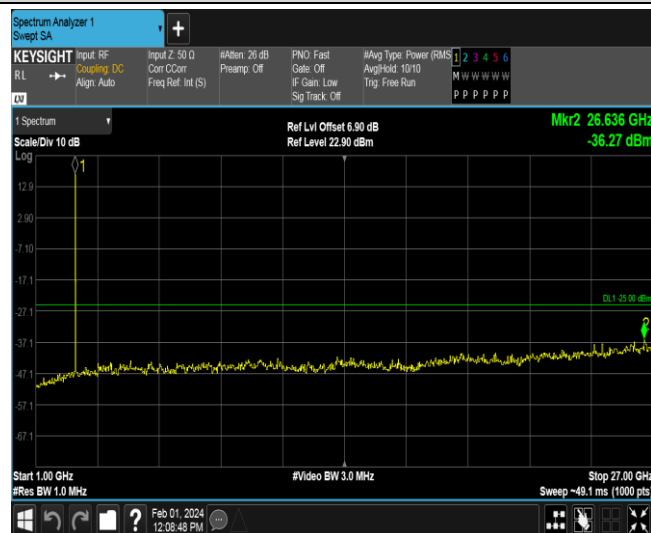 Spectrum Analyzer 1
Swept SA
KEYSIGHT Input: RF Input Z: 50 Ω #Atten: 26 dB PNO: Fast #Avg Type: Power (RMS 1 2 3 4 5 6
RL Coupling: DC Corr CCorr Preamp: Off Gate: Off Avg|Hold: 10/10 M W W W W W
Align: Auto Freq Ref: Int (S) IF Gain: Low Trig: Free Run
LXI Sig Track: Off P P P P P P
1 Spectrum Ref Lvl Offset 6.90 dB Mkr2 26.636 GHz
Scale/Div 10 dB Ref Level 22.90 dBm -36.27 dBm
Log
1
12.9
2.90
-7.10
-17.1
DL1 -25.00 dBm
-27.1
2
-37.1
-47.1
-57.1
-67.1
Start 1.00 GHz #Video BW 3.0 MHz Stop 27.00 GHz
#Res BW 1.0 MHz Sweep ~49.1 ms (1000 pts)
? Feb 01, 2024
12:08:48 PM